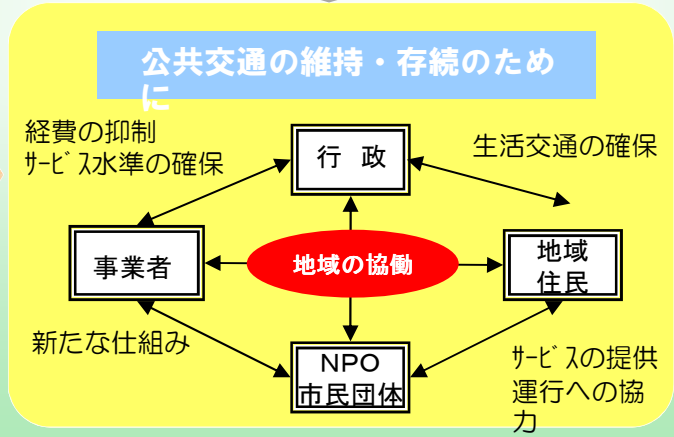 公共交通の維持・存続のため
に
経費の抑制
サービス水準の確保
行 政
生活交通の確保
事業者
地域の協働
地域
住民
新たな仕組み
NPO
市民団体
サービスの提供
運行への協
力